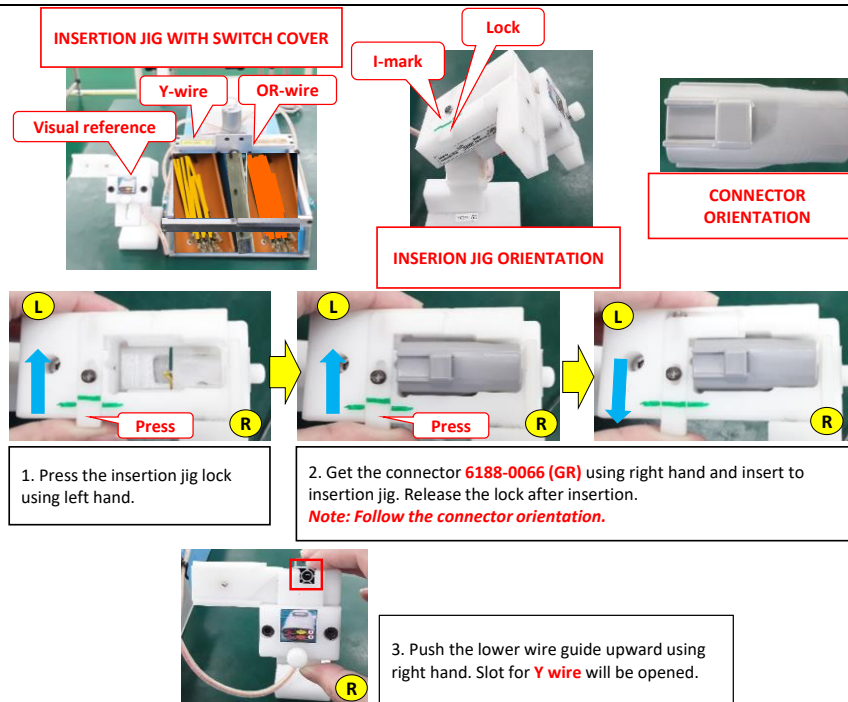 INSERTION JIG WITH SWITCH COVER
Lock
I-mark
Y-wire
OR-wire
Visual reference
CONNECTOR
ORIENTATION
INSERION JIG ORIENTATION
L
L
L
Press
R
Press
R
R
1. Press the insertion jig lock
using left hand.
2. Get the connector 6188-0066 (GR) using right hand and insert to
insertion jig. Release the lock after insertion.
Note: Follow the connector orientation.
3. Push the lower wire guide upward using
right hand. Slot for Y wire will be opened.
R